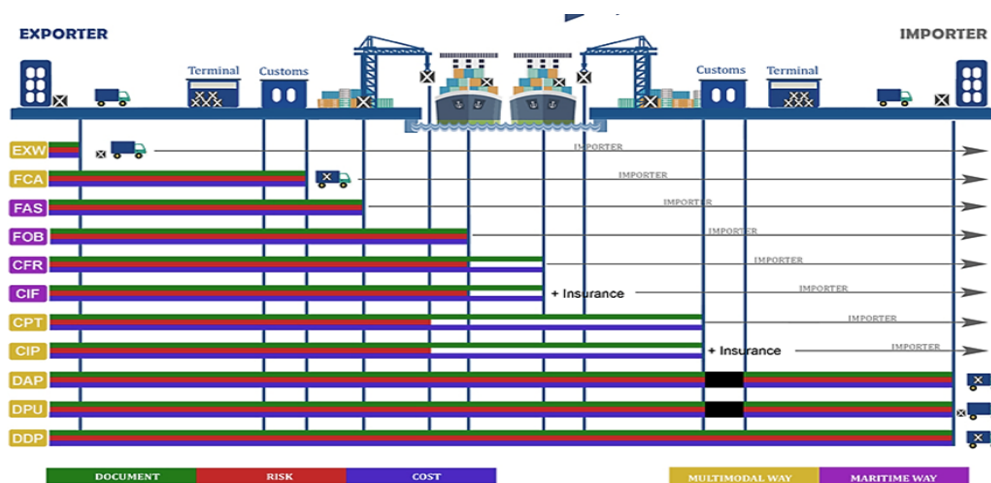 EXPORTER
IMPORTER
Terminal
Customs
Customs
Terminal
EXW
IMPORTER
FCA
IMPORTER
FAS
IMPORTER
FOB
IMPORTER
CFR
IMPORTER
CIF
+ Insurance
IMPORTER
CPT
IMPORTER
CIP
+ Insurance
IMPORTER
DAP
DPU
DDP
DOCUMENT
RISK
COST
MULTIMODAL WAY
MARITIME WAY